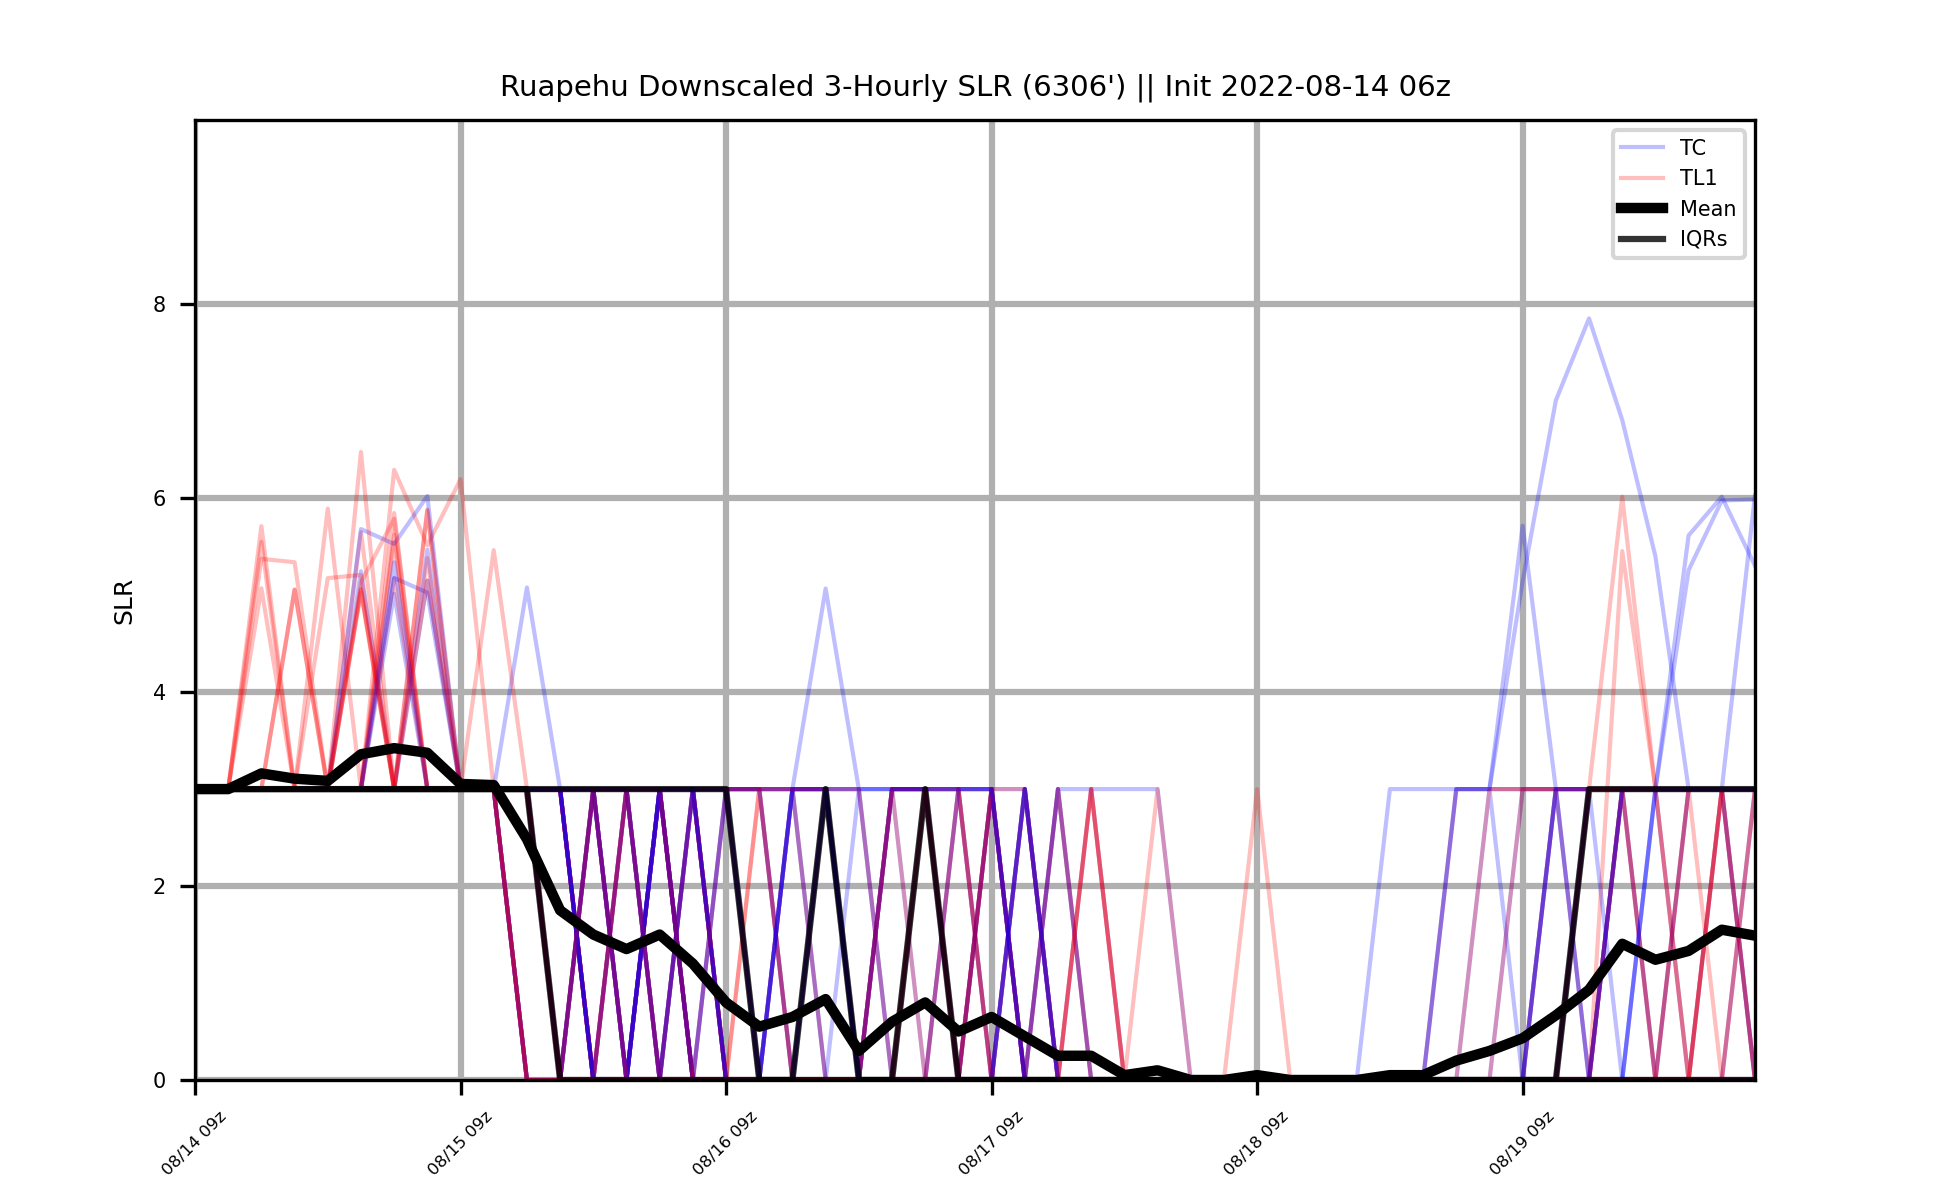 Ruapehu Downscaled 3-Hourly SLR (6306') || Init 2022-08-14 06z
TC
TL1
Mean
IQRs
SLR
8
6
4
2
0
08/14 09z
08/15 09z
08/16 09z
08/17 09z
08/18 09z
08/19 09z